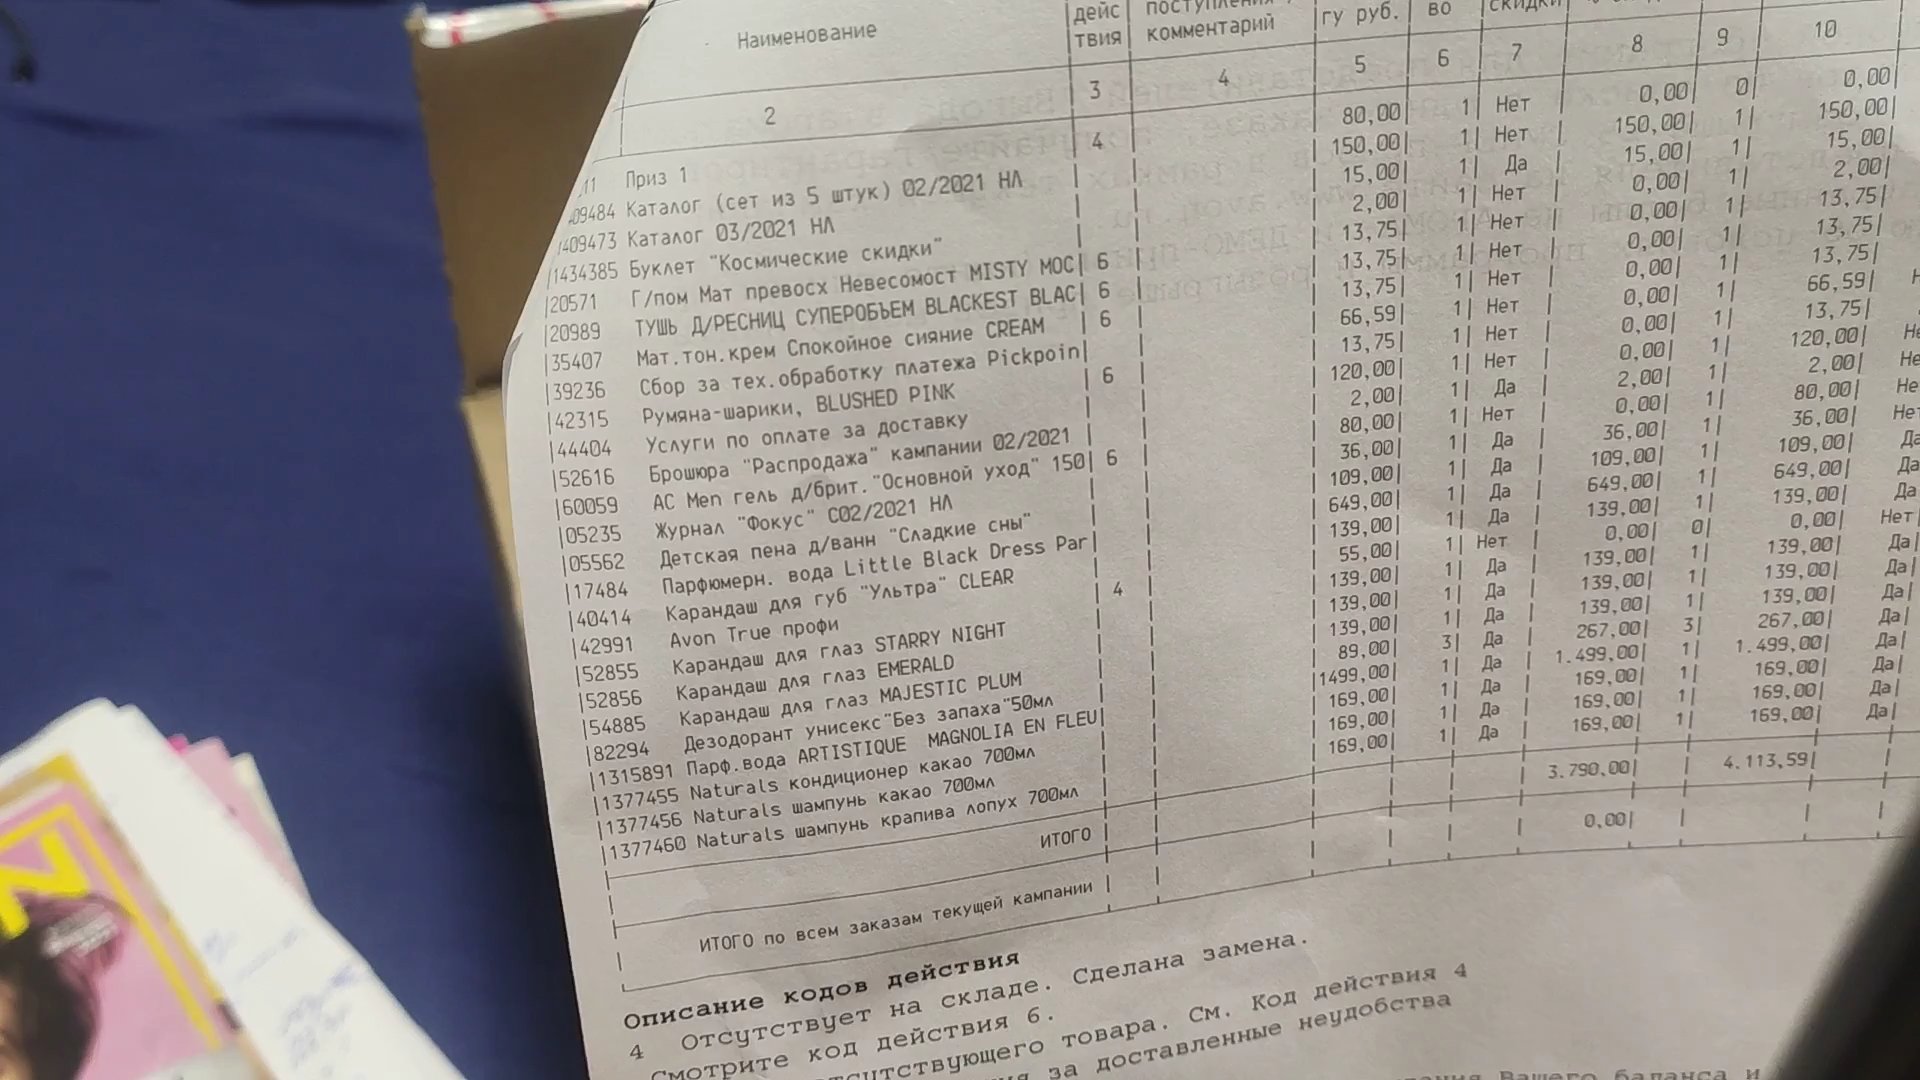 Наименование | дейс твия | комментарий | гу руб. | во | скидки
2 | 3 | 4 | 5 | 6 | 7 | 8 | 9 | 10
11 Приз 1 | 4 | 80,00 | 1 | Нет | 0,00 | 0 | 0,00
09484 Каталог (сет из 5 штук) 02/2021 НЛ | 150,00 | 1 | Нет | 150,00 | 1 | 150,00
409473 Каталог 03/2021 НЛ | 15,00 | 1 | Да | 15,00 | 1 | 15,00
1434385 Буклет "Космические скидки" | 2,00 | 1 | Нет | 0,00 | 1 | 2,00
20571 Г/пом Мат превосх Невесомост MISTY MOC | 6 | 13,75 | 1 | Нет | 0,00 | 1 | 13,75
20989 ТУШЬ Д/РЕСНИЦ СУПЕРОБЪЕМ BLACKEST BLAC | 6 | 13,75 | 1 | Нет | 0,00 | 1 | 13,75
35407 Мат.тон.крем Спокойное сияние CREAM | 6 | 13,75 | 1 | Нет | 0,00 | 1 | 13,75
39236 Сбор за тех.обработку платежа Pickpoin | 66,59 | 1 | Нет | 0,00 | 1 | 66,59
42315 Румяна-шарики, BLUSHED PINK | 6 | 13,75 | 1 | Нет | 0,00 | 1 | 13,75
44404 Услуги по оплате за доставку | 120,00 | 1 | Нет | 0,00 | 1 | 120,00
52616 Брошюра "Распродажа" кампании 02/2021 | 2,00 | 1 | Да | 2,00 | 1 | 2,00
60059 AC Men гель д/брит."Основной уход" 150 | 6 | 80,00 | 1 | Нет | 0,00 | 1 | 80,00
05235 Журнал "Фокус" С02/2021 НЛ | 36,00 | 1 | Да | 36,00 | 1 | 36,00
05562 Детская пена д/ванн "Сладкие сны" | 109,00 | 1 | Да | 109,00 | 1 | 109,00
17484 Парфюмерн. вода Little Black Dress Par | 649,00 | 1 | Да | 649,00 | 1 | 649,00
40414 Карандаш для губ "Ультра" CLEAR | 139,00 | 1 | Да | 139,00 | 1 | 139,00
42991 Avon True профи | 4 | 55,00 | 1 | Нет | 0,00 | 0 | 0,00 | Нет
52855 Карандаш для глаз STARRY NIGHT | 139,00 | 1 | Да | 139,00 | 1 | 139,00 | Да
52856 Карандаш для глаз EMERALD | 139,00 | 1 | Да | 139,00 | 1 | 139,00 | Да
54885 Карандаш для глаз MAJESTIC PLUM | 139,00 | 1 | Да | 139,00 | 1 | 139,00 | Да
82294 Дезодорант унисекс"Без запаха"50мл | 89,00 | 3 | Да | 267,00 | 3 | 267,00 | Да
1315891 Парф.вода ARTISTIQUE MAGNOLIA EN FLEU | 1499,00 | 1 | Да | 1.499,00 | 1 | 1.499,00 | Да
1377455 Naturals кондиционер какао 700мл | 169,00 | 1 | Да | 169,00 | 1 | 169,00 | Да
1377456 Naturals шампунь какао 700мл | 169,00 | 1 | Да | 169,00 | 1 | 169,00 | Да
1377460 Naturals шампунь крапива лопух 700мл | 169,00 | 1 | Да | 169,00 | 1 | 169,00 | Да
ИТОГО | 3.790,00 | 4.113,59
ИТОГО по всем заказам текущей кампании | 0,00
Описание кодов действия
4 Отсутствует на складе. Сделана замена.
Смотрите код действия 6.
товара. См. Код действия 4
за доставленные неудобства
Вашего баланса и